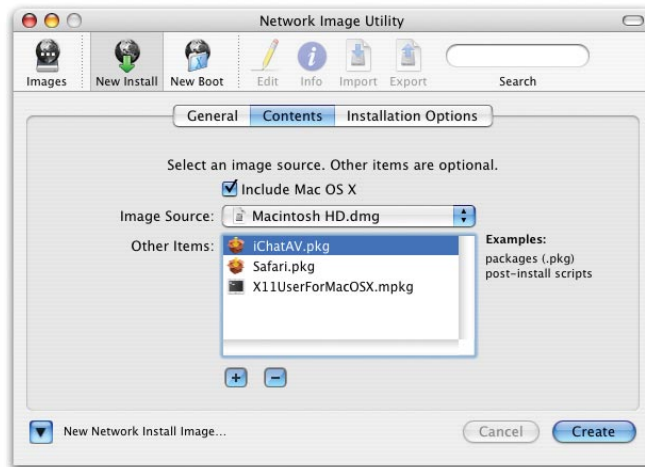 Network Image Utility
Images New Install New Boot Edit Info Import Export Search
General Contents Installation Options
Select an image source. Other items are optional.
Include Mac OS X
Image Source: Macintosh HD.dmg
Other Items: iChatAV.pkg
Safari.pkg
X11UserForMacOSX.mpkg
Examples:
packages (.pkg)
post-install scripts
New Network Install Image...
Cancel Create